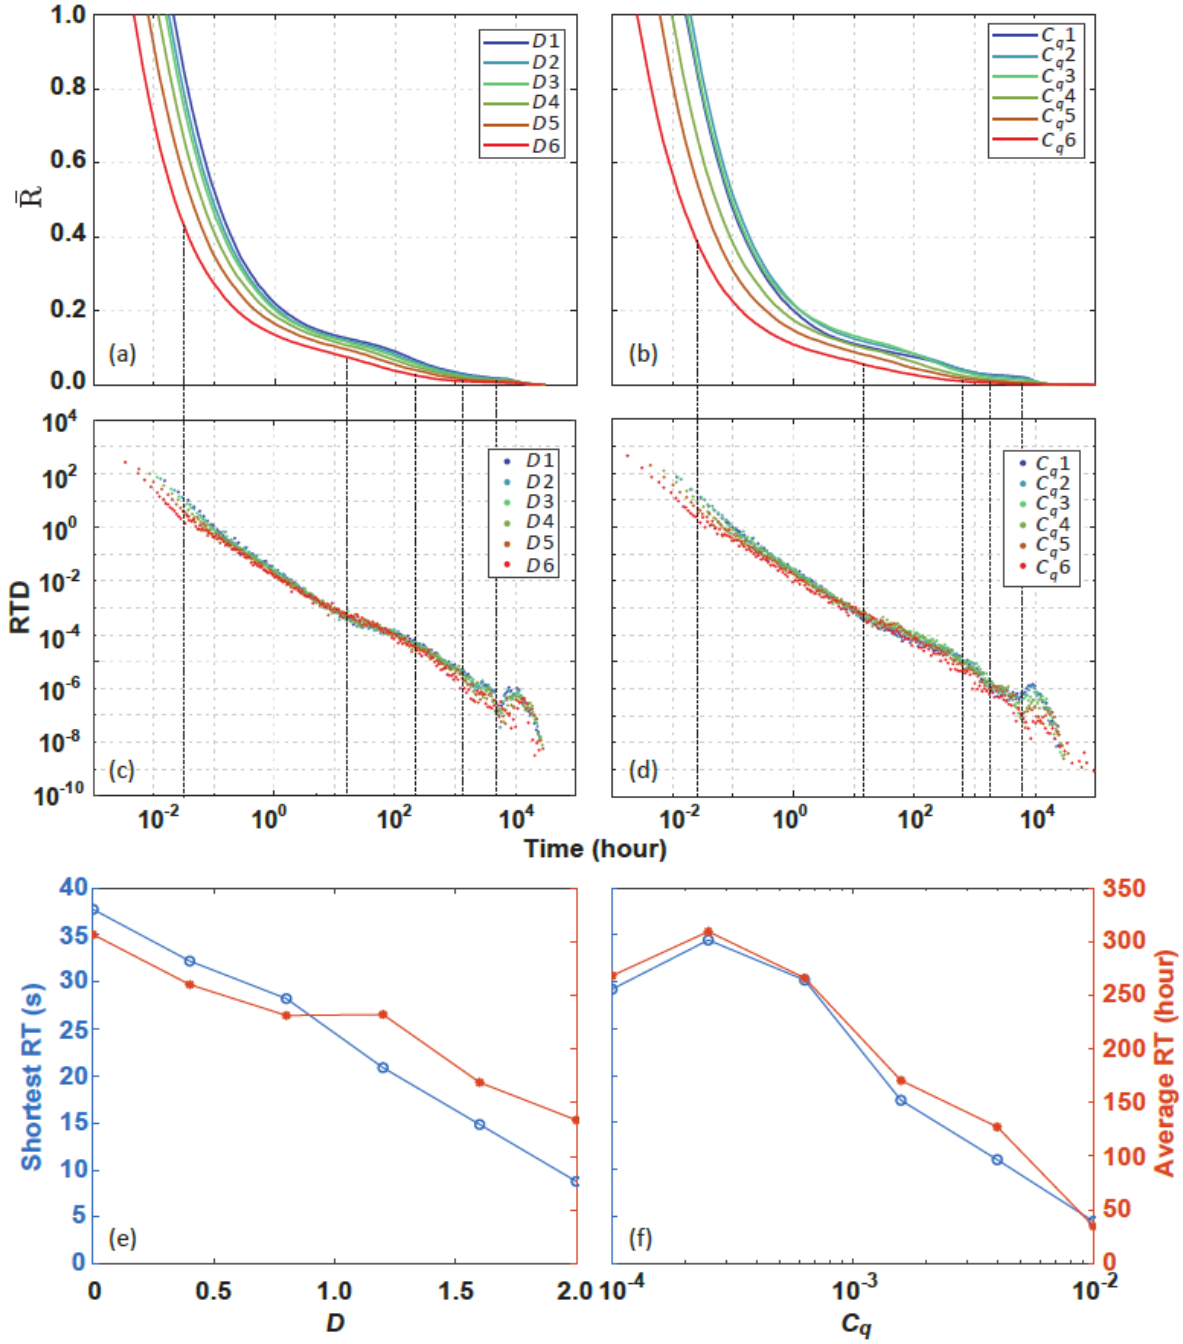 1.0
0.8
0.6
0.4
0.2
0.0
R̄
D1
D2
D3
D4
D5
D6
(a)
Cq1
Cq2
Cq3
Cq4
Cq5
Cq6
(b)
10^4
10^2
10^0
10^-2
10^-4
10^-6
10^-8
10^-10
RTD
D1
D2
D3
D4
D5
D6
(c)
Cq1
Cq2
Cq3
Cq4
Cq5
Cq6
(d)
10^-2 10^0 10^2 10^4
10^-2 10^0 10^2 10^4
Time (hour)
40
35
30
25
20
15
10
5
0
Shortest RT (s)
(e)
0 0.5 1.0 1.5 2.0
D
(f)
10^-4 10^-3 10^-2
Cq
350
300
250
200
150
100
50
0
Average RT (hour)